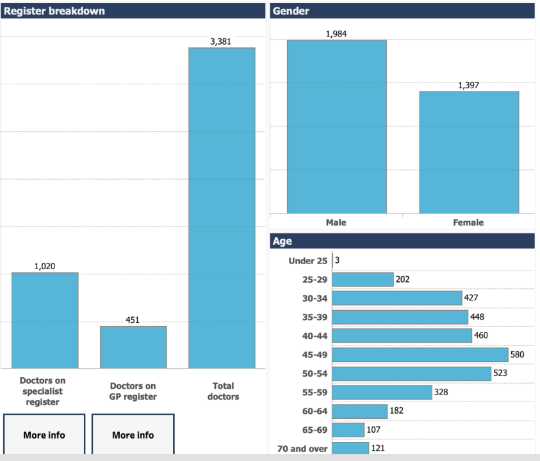 Register breakdown
3,381
1,020
451
Doctors on
specialist
register
Doctors on
GP register
Total
doctors
More info
More info
Gender
1,984
1,397
Male
Female
Age
Under 25 3
25-29 202
30-34 427
35-39 448
40-44 460
45-49 580
50-54 523
55-59 328
60-64 182
65-69 107
70 and over 121